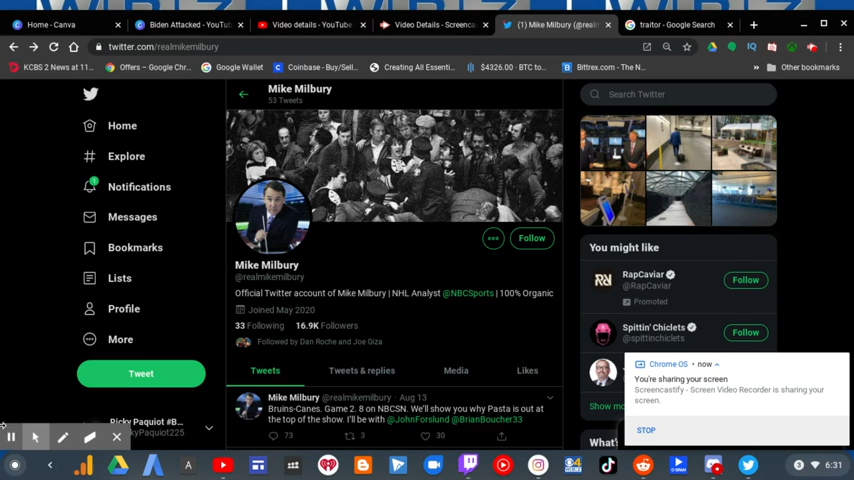 Home - Canva
Biden Attacked - YouTub
Video details - YouTube
Video Details - Screenca
(1) Mike Milbury (@realn
traitor - Google Search
twitter.com/realmikemilbury
KCBS 2 News at 11...
Offers – Google Chr...
Google Wallet
Coinbase - Buy/Sell...
Creating All Essenti...
$4326.00 - BTC to...
Bittrex.com - The N...
»
Other bookmarks
Mike Milbury
53 Tweets
Search Twitter
Home
Explore
1
Notifications
Messages
Bookmarks
Lists
Profile
More
Tweet
Follow
Mike Milbury
@realmikemilbury
Official Twitter account of Mike Milbury | NHL Analyst @NBCSports | 100% Organic
Joined May 2020
33 Following 16.9K Followers
Followed by Dan Roche and Joe Giza
Tweets Tweets & replies Media Likes
Mike Milbury @realmikemilbury · Aug 13
Bruins-Canes. Game 2. 8 on NBCSN. We'll show you why Pasta is out at
the top of the show. I'll be with @JohnForslund @BrianBoucher33
73 3 30
You might like
RapCaviar
@RapCaviar
Promoted
Follow
Spittin' Chiclets
@spittinchiclets
Follow
Show mo
What'
Chrome OS • now
You're sharing your screen
Screencastify - Screen Video Recorder is sharing your
screen.
STOP
Ricky Paquiot #B...
Paquiot225
3 6:31